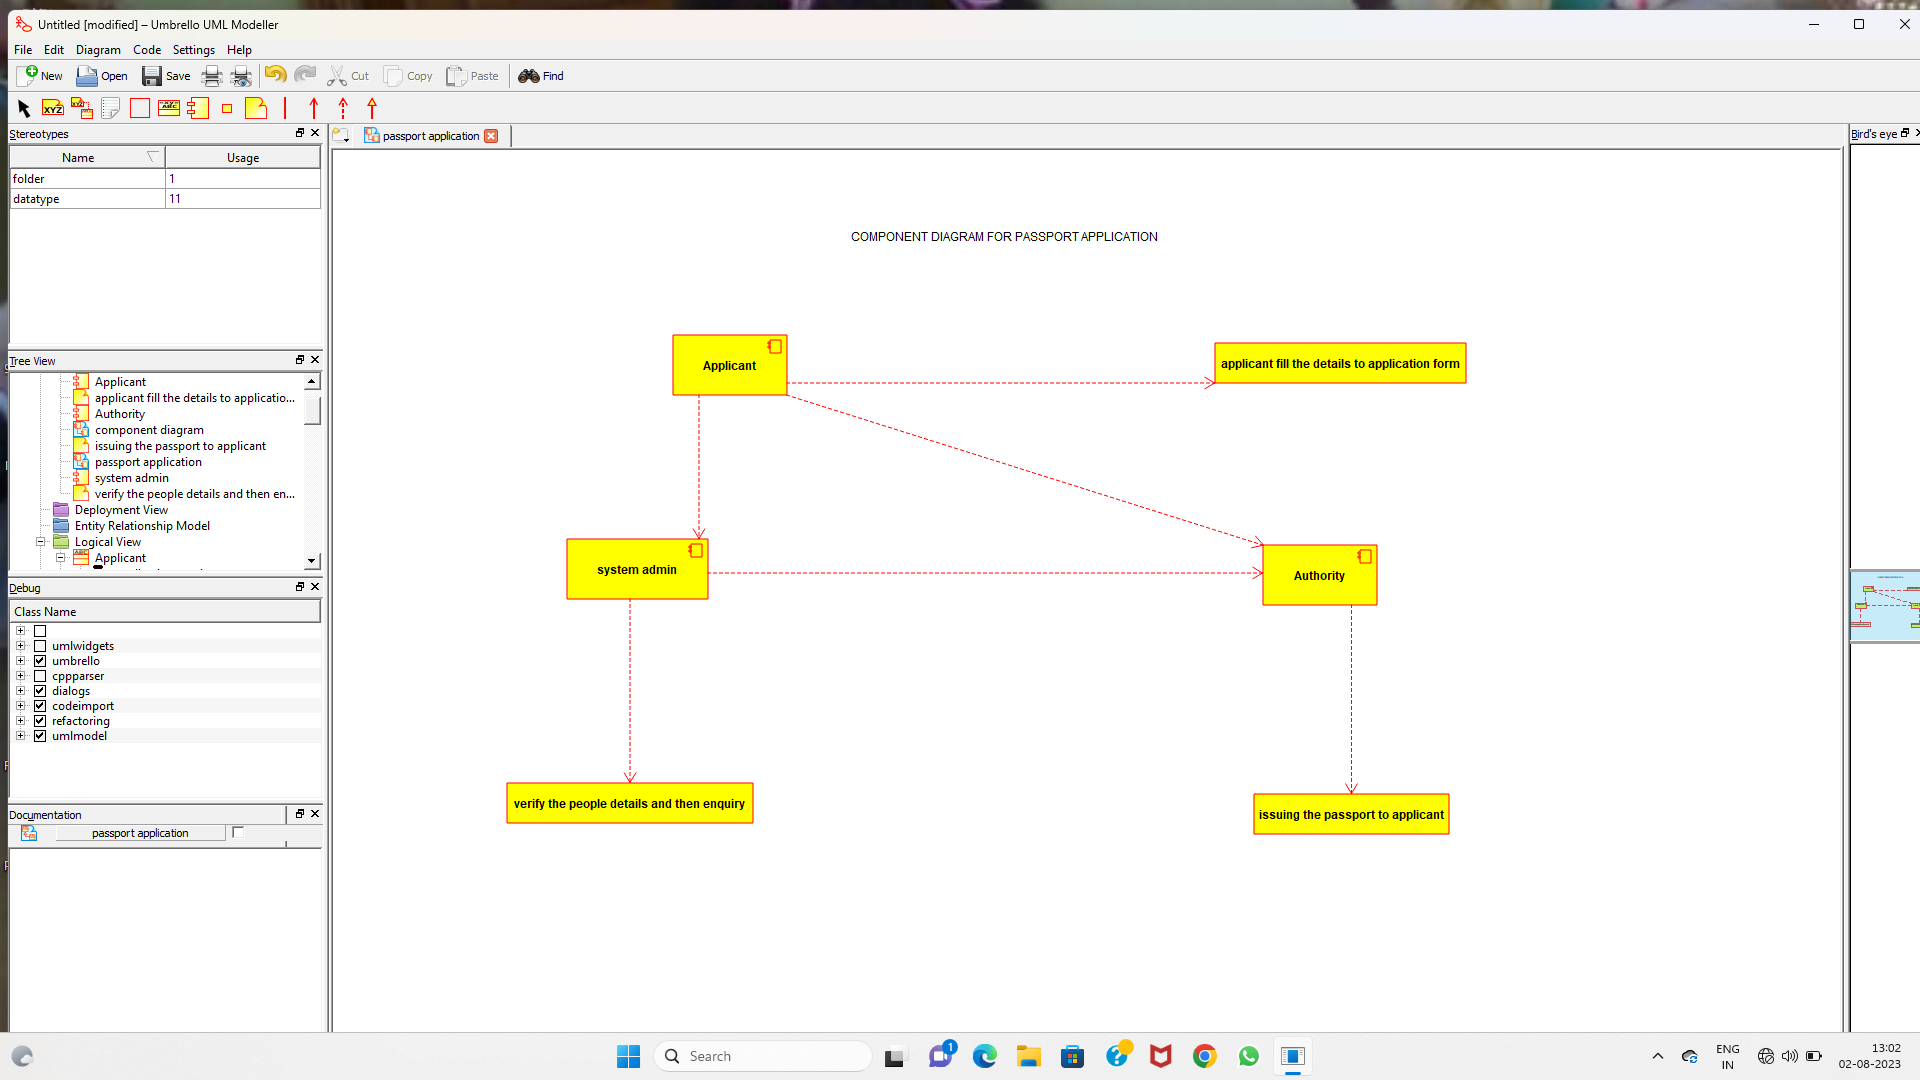 Untitled [modified] – Umbrello UML Modeller
File Edit Diagram Code Settings Help
New Open Save Cut Copy Paste Find
XYZ XYZ XYZ ABC
Stereotypes
Name Usage
folder 1
datatype 11
Tree View
Applicant
applicant fill the details to applicatio...
Authority
component diagram
issuing the passport to applicant
passport application
system admin
verify the people details and then en...
Deployment View
Entity Relationship Model
Logical View
Applicant
Debug
Class Name
umlwidgets
umbrello
cppparser
dialogs
codeimport
refactoring
umlmodel
Documentation
passport application
passport application
Bird's eye
COMPONENT DIAGRAM FOR PASSPORT APPLICATION
Applicant
applicant fill the details to application form
system admin
Authority
verify the people details and then enquiry
issuing the passport to applicant
Search
1
ENG
IN
13:02
02-08-2023